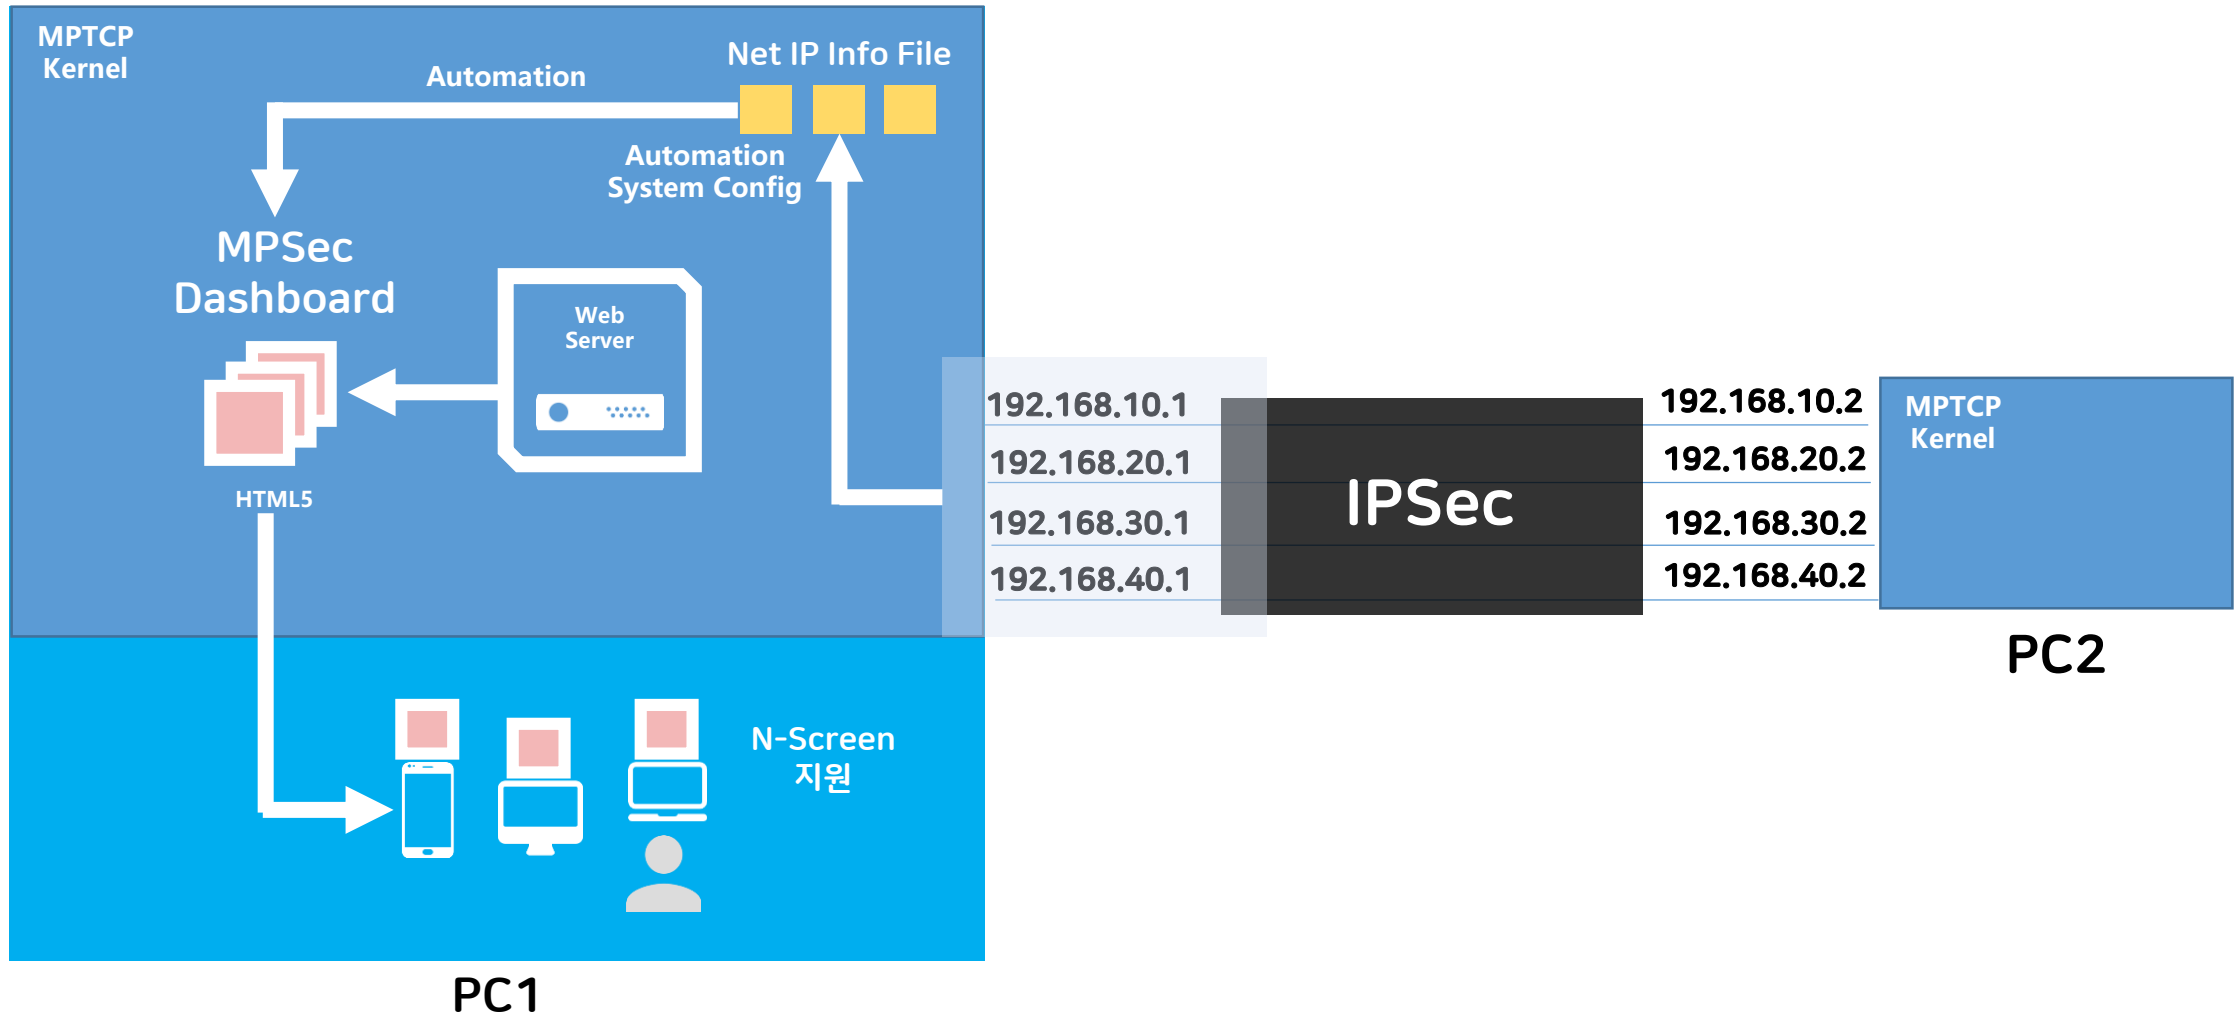 MPTCP
Kernel
Automation
Net IP Info File
Automation
System Config
MPSec
Dashboard
Web
Server
HTML5
192.168.10.1
192.168.20.1
192.168.30.1
192.168.40.1
IPSec
192.168.10.2
192.168.20.2
192.168.30.2
192.168.40.2
MPTCP
Kernel
PC2
N-Screen
지원
PC1